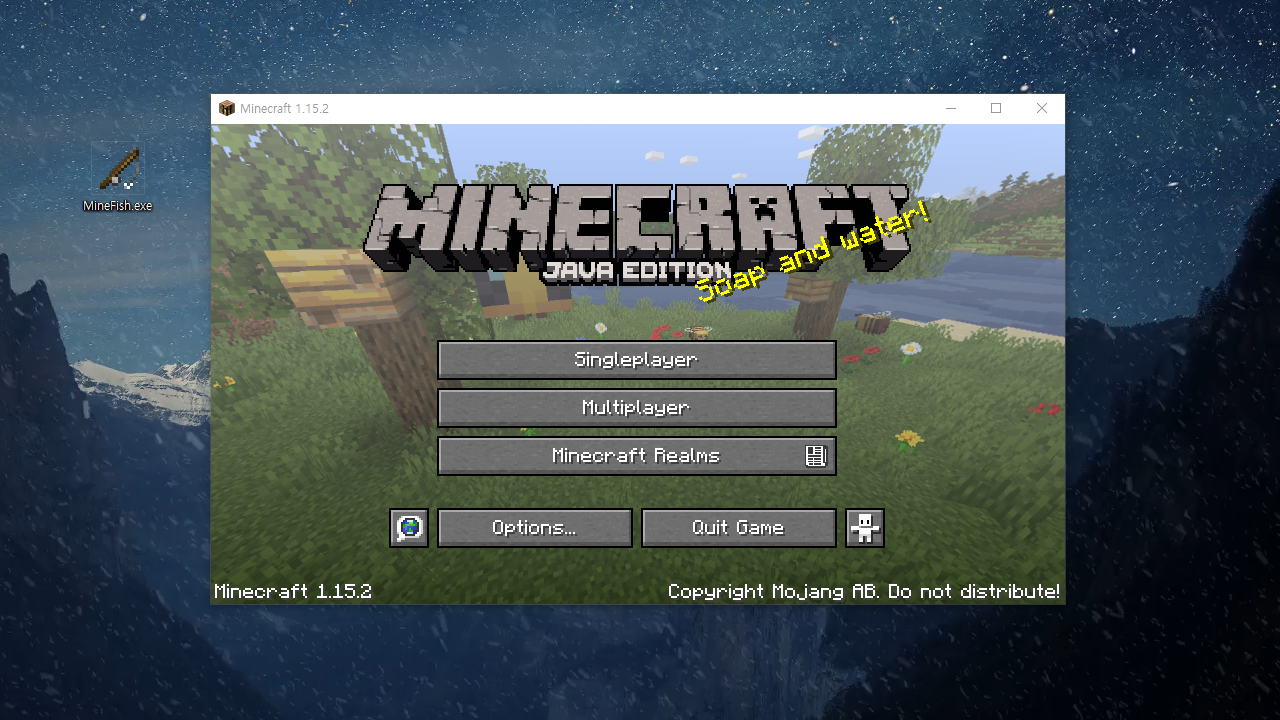 Minecraft 1.15.2
MineFish.exe
MINECRAFT
JAVA EDITION
Soap and water!
Singleplayer
Multiplayer
Minecraft Realms
Options...
Quit Game
Minecraft 1.15.2
Copyright Mojang AB. Do not distribute!